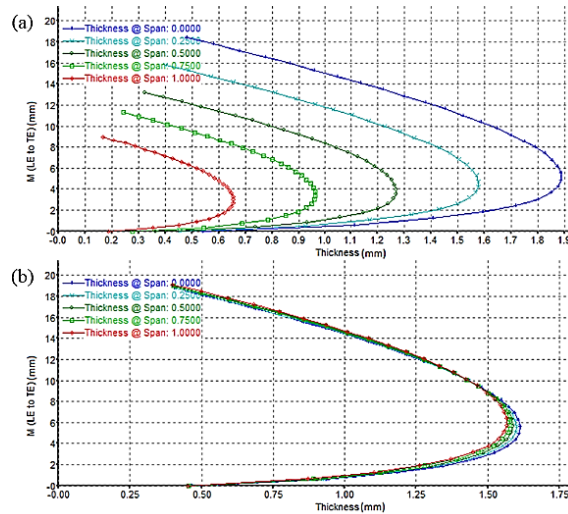 (a)
M (LE to TE) (mm)
20
18
16
14
12
10
8
6
4
2
-0
Thickness @ Span: 0.0000
Thickness @ Span: 0.2500
Thickness @ Span: 0.5000
Thickness @ Span: 0.7500
Thickness @ Span: 1.0000
-0.0 0.1 0.2 0.3 0.4 0.5 0.6 0.7 0.8 0.9 1.0 1.1 1.2 1.3 1.4 1.5 1.6 1.7 1.8 1.9
Thickness (mm)
(b)
M (LE to TE) (mm)
20
18
16
14
12
10
8
6
4
2
-0
Thickness @ Span: 0.0000
Thickness @ Span: 0.2500
Thickness @ Span: 0.5000
Thickness @ Span: 0.7500
Thickness @ Span: 1.0000
-0.00 0.25 0.50 0.75 1.00 1.25 1.50 1.75
Thickness (mm)